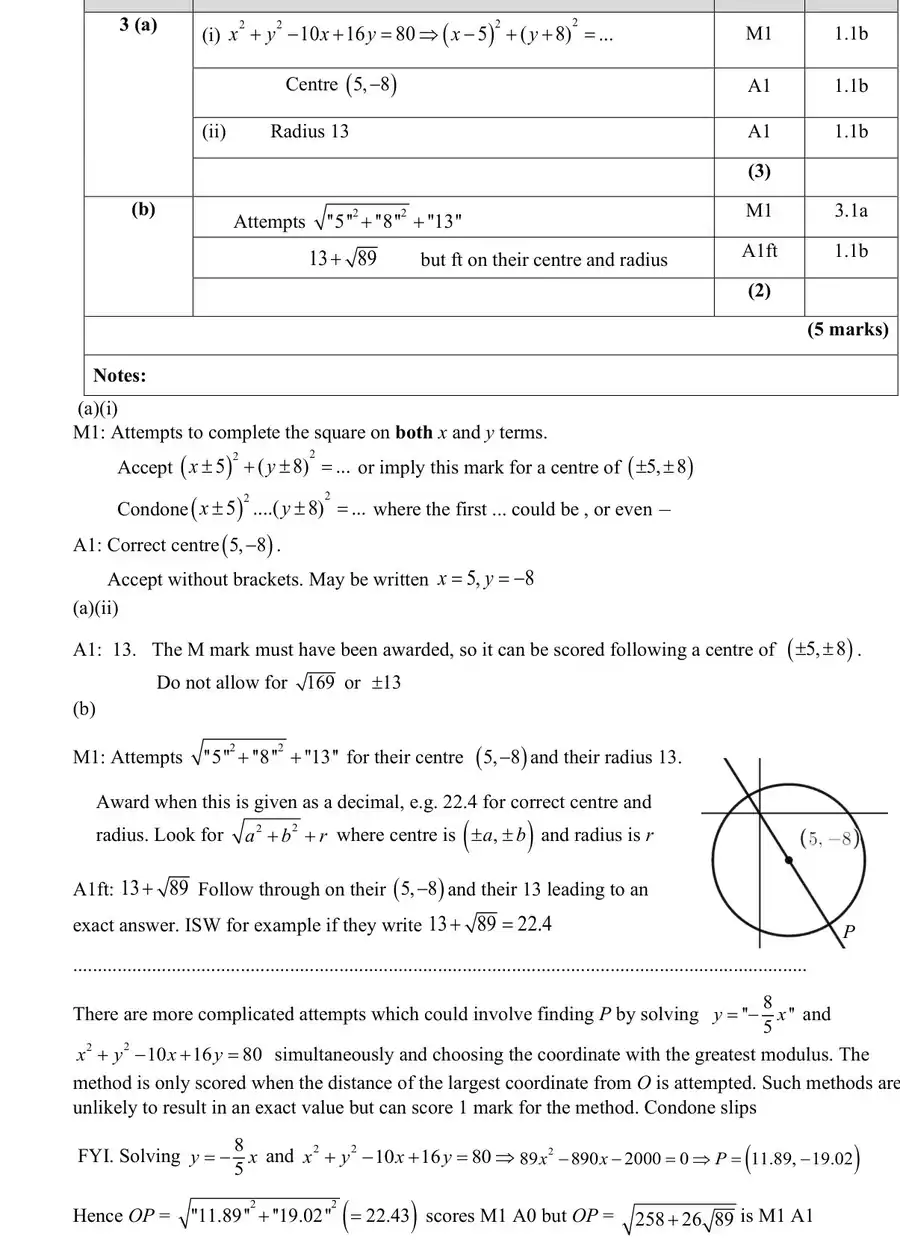 3 (a) (i) x² + y² −10x +16y = 80 ⇒ (x−5)² + (y+8)² = ... M1 1.1b
Centre (5,−8) A1 1.1b
(ii) Radius 13 A1 1.1b
(3)
(b) Attempts √("5"²+"8"²) + "13" M1 3.1a
13+√89 but ft on their centre and radius A1ft 1.1b
(2)
(5 marks)
Notes:
(a)(i)
M1: Attempts to complete the square on both x and y terms.
Accept (x±5)² + (y±8)² = ... or imply this mark for a centre of (±5,±8)
Condone (x±5)² ....(y±8)² = ... where the first ... could be , or even −
A1: Correct centre (5,−8).
Accept without brackets. May be written x = 5, y = −8
(a)(ii)
A1: 13. The M mark must have been awarded, so it can be scored following a centre of (±5,±8).
Do not allow for √169 or ±13
(b)
M1: Attempts √("5"²+"8"²) + "13" for their centre (5,−8) and their radius 13.
Award when this is given as a decimal, e.g. 22.4 for correct centre and
radius. Look for √(a² + b²) + r where centre is (±a,±b) and radius is r
(5, −8)
A1ft: 13+√89 Follow through on their (5,−8) and their 13 leading to an
exact answer. ISW for example if they write 13+√89 = 22.4
P
There are more complicated attempts which could involve finding P by solving y = "−8/5 x" and
x² + y² −10x +16y = 80 simultaneously and choosing the coordinate with the greatest modulus. The
method is only scored when the distance of the largest coordinate from O is attempted. Such methods are
unlikely to result in an exact value but can score 1 mark for the method. Condone slips
FYI. Solving y = −8/5 x and x² + y² −10x +16y = 80 ⇒ 89x² −890x −2000 = 0 ⇒ P = (11.89, −19.02)
Hence OP = √("11.89"²+"19.02"²) (= 22.43) scores M1 A0 but OP = √(258+26√89) is M1 A1